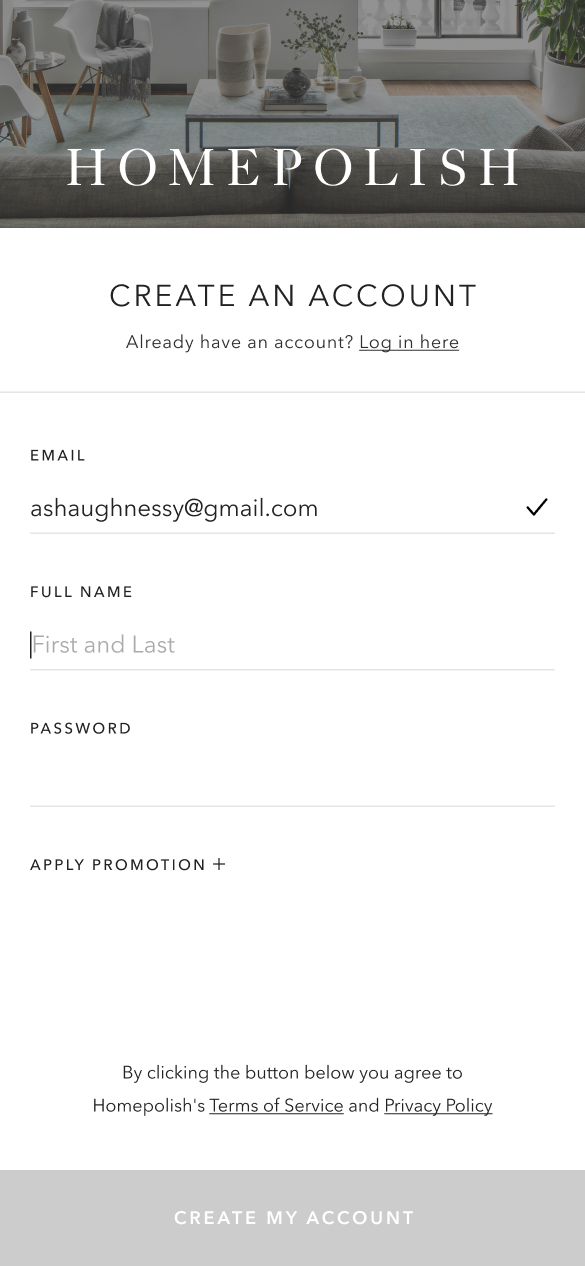 HOMEPOLISH
CREATE AN ACCOUNT
Already have an account? Log in here
EMAIL
ashaughnessy@gmail.com
FULL NAME
First and Last
PASSWORD
APPLY PROMOTION +
By clicking the button below you agree to
Homepolish's Terms of Service and Privacy Policy
CREATE MY ACCOUNT